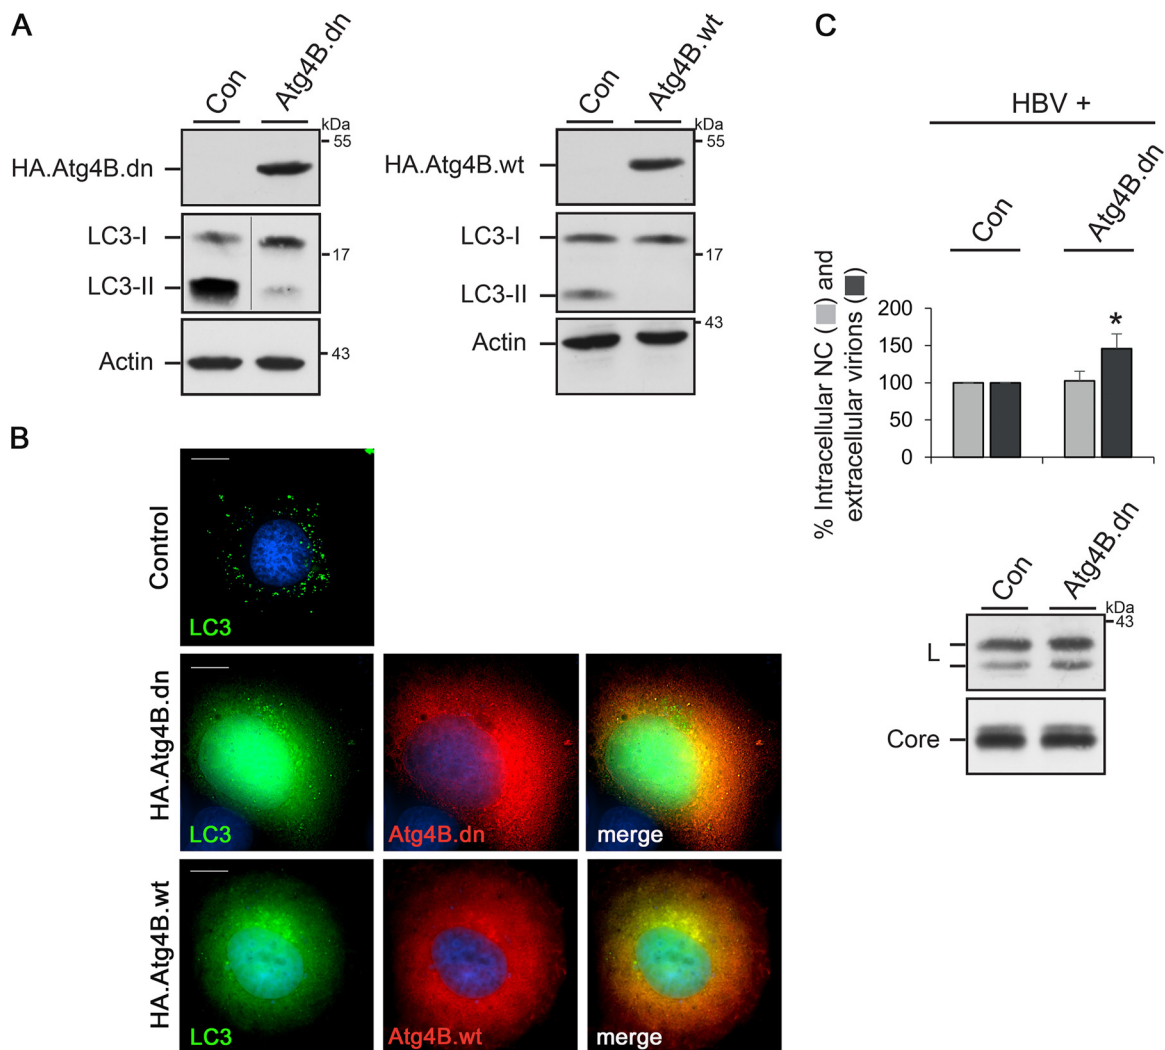 A
Con
Atg4B.dn
kDa
55
HA.Atg4B.dn
LC3-I
17
LC3-II
Actin
43
Con
Atg4B.wt
kDa
55
HA.Atg4B.wt
LC3-I
17
LC3-II
43
Actin
B
Control
LC3
HA.Atg4B.dn
LC3
Atg4B.dn
merge
HA.Atg4B.wt
LC3
Atg4B.wt
merge
C
HBV +
Con
Atg4B.dn
% Intracellular NC ( ) and
extracellular virions ( )
200
150
100
50
0
*
Con
Atg4B.dn
kDa
43
L
Core